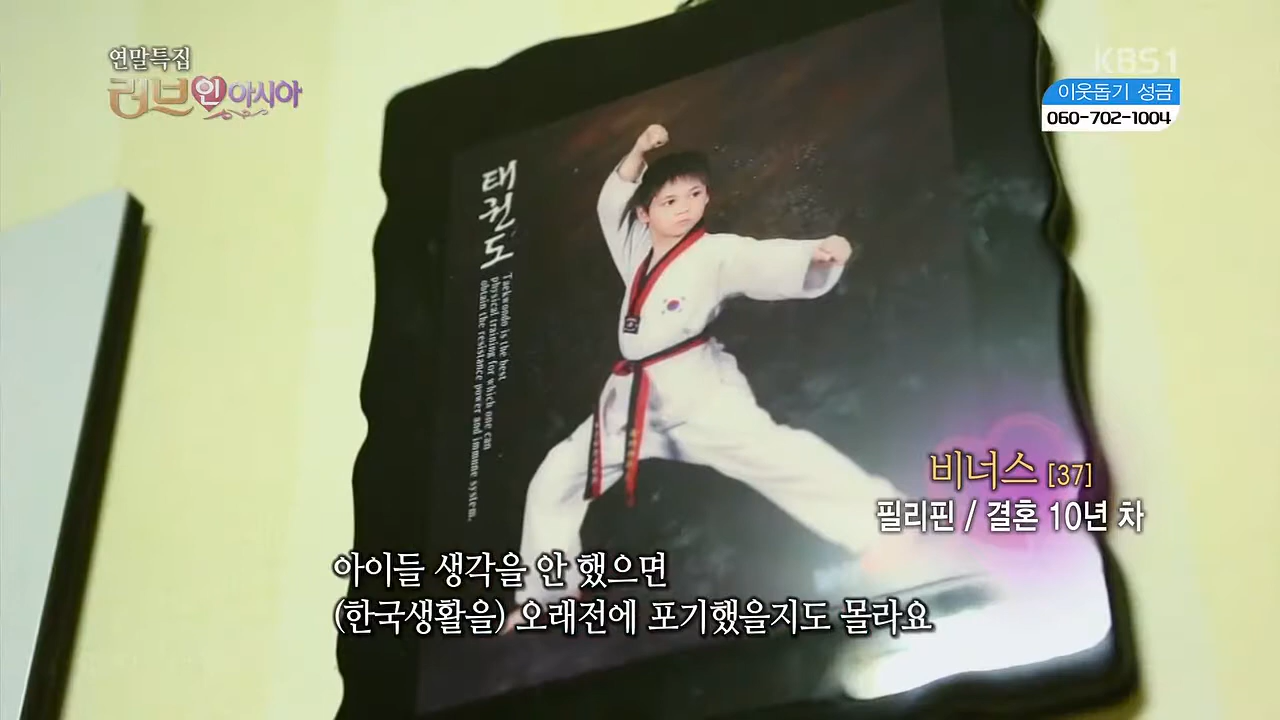 연말특집
러브인아시아
KBS1
이웃돕기 성금
060-702-1004
태권도
Taekwondo is the best
physical training for which one can
obtain the resistance power and immune system.
비너스 [37]
필리핀 / 결혼 10년 차
아이들 생각을 안 했으면
(한국생활을) 오래전에 포기했을지도 몰라요